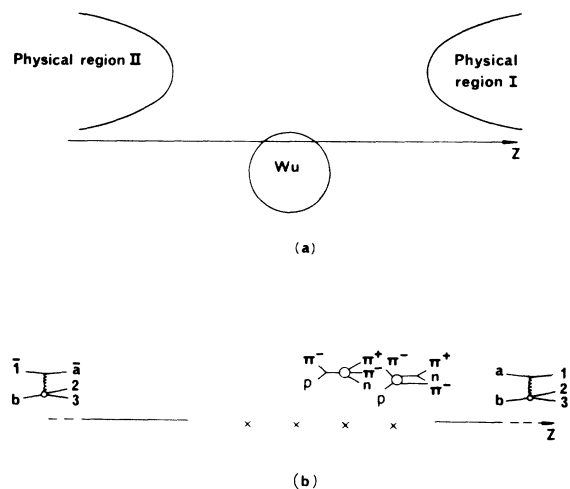 Physical region II
Physical
region I
Z
Wu
(a)
π⁻ π⁺ π⁻ π⁺
1̄ ā π⁻ n a 1
2 p n π⁻ 2
b 3 p b 3
× × × × Z
(b)